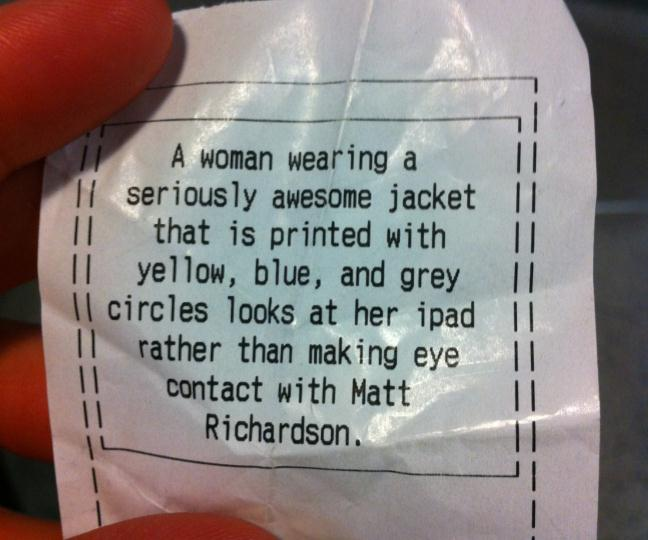 A woman wearing a
seriously awesome jacket
that is printed with
yellow, blue, and grey
circles looks at her ipad
rather than making eye
contact with Matt
Richardson.